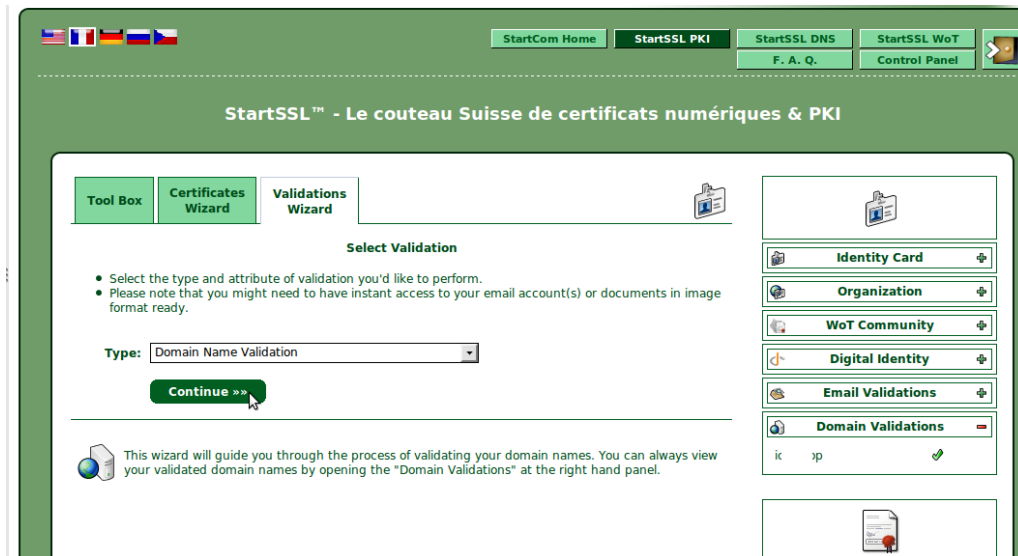 StartCom Home StartSSL PKI StartSSL DNS StartSSL WoT
F. A. Q. Control Panel
StartSSL™ - Le couteau Suisse de certificats numériques & PKI
Tool Box Certificates Wizard Validations Wizard
Select Validation
Select the type and attribute of validation you'd like to perform.
Please note that you might need to have instant access to your email account(s) or documents in image
format ready.
Type: Domain Name Validation
Continue »»
This wizard will guide you through the process of validating your domain names. You can always view
your validated domain names by opening the "Domain Validations" at the right hand panel.
Identity Card
Organization
WoT Community
Digital Identity
Email Validations
Domain Validations